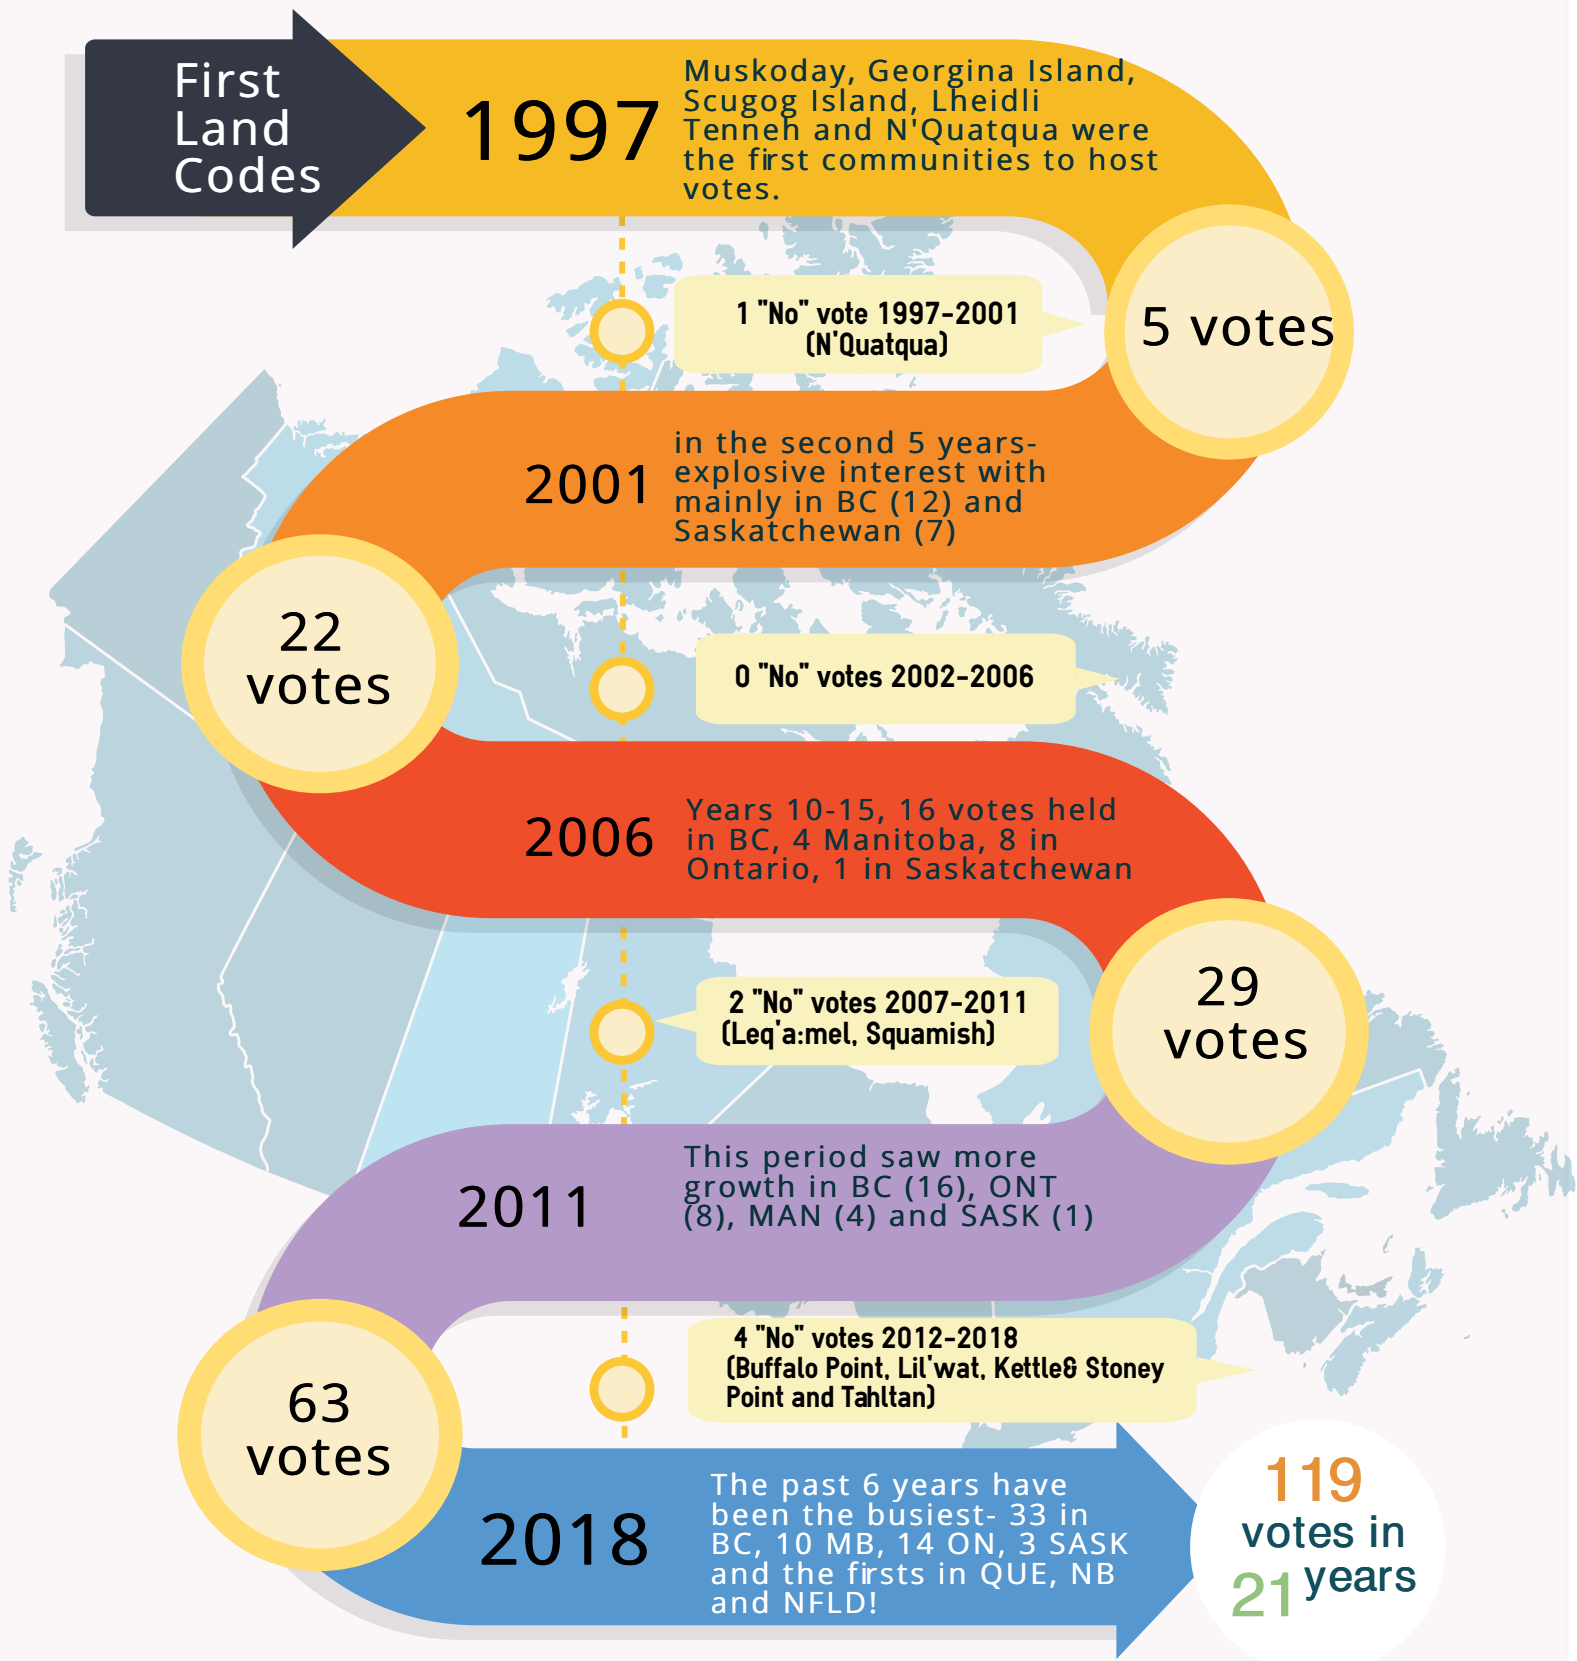 First
Land
Codes
1997
Muskoday, Georgina Island,
Scugog Island, Lheidli
Tenneh and N'Quatqua were
the first communities to host
votes.
1 "No" vote 1997-2001
(N'Quatqua)
5 votes
2001
in the second 5 years-
explosive interest with
mainly in BC (12) and
Saskatchewan (7)
22
votes
0 "No" votes 2002-2006
2006
Years 10-15, 16 votes held
in BC, 4 Manitoba, 8 in
Ontario, 1 in Saskatchewan
29
votes
2 "No" votes 2007-2011
(Leq'a:mel, Squamish)
2011
This period saw more
growth in BC (16), ONT
(8), MAN (4) and SASK (1)
63
votes
4 "No" votes 2012-2018
(Buffalo Point, Lil'wat, Kettle& Stoney
Point and Tahltan)
2018
The past 6 years have
been the busiest- 33 in
BC, 10 MB, 14 ON, 3 SASK
and the firsts in QUE, NB
and NFLD!
119
votes in
21 years